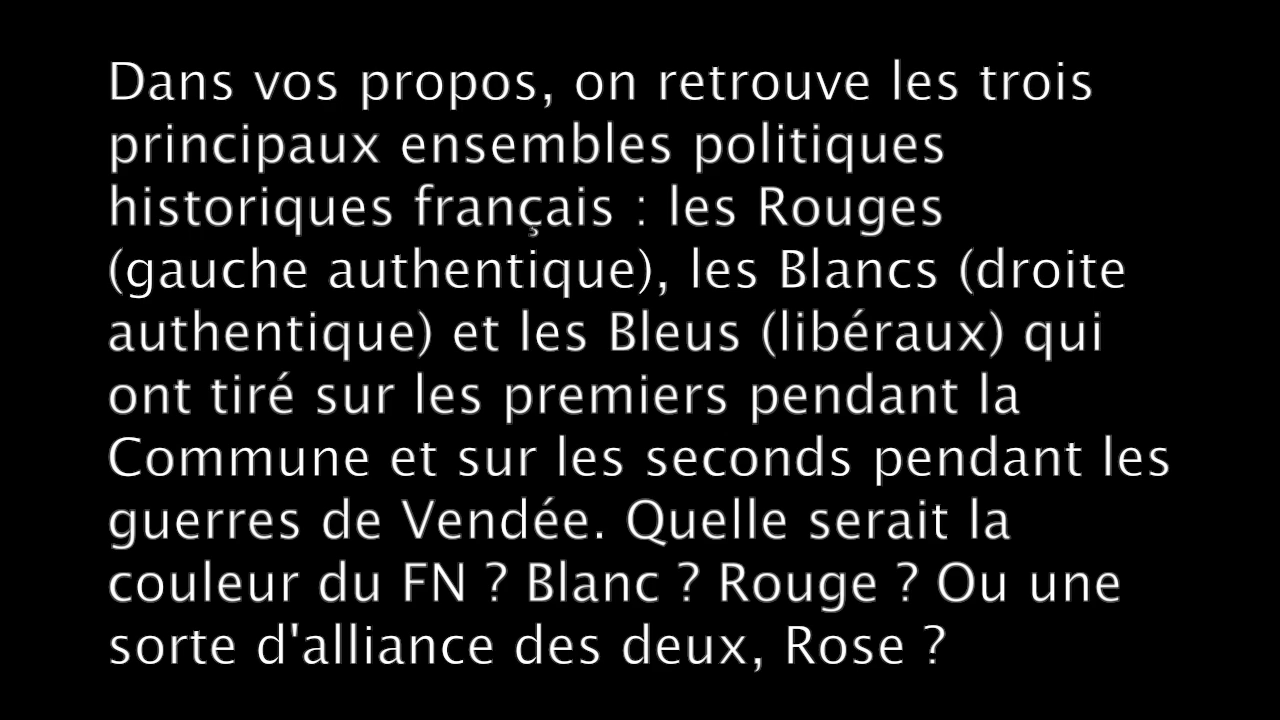 Dans vos propos, on retrouve les trois
principaux ensembles politiques
historiques français : les Rouges
(gauche authentique), les Blancs (droite
authentique) et les Bleus (libéraux) qui
ont tiré sur les premiers pendant la
Commune et sur les seconds pendant les
guerres de Vendée. Quelle serait la
couleur du FN ? Blanc ? Rouge ? Ou une
sorte d'alliance des deux, Rose ?